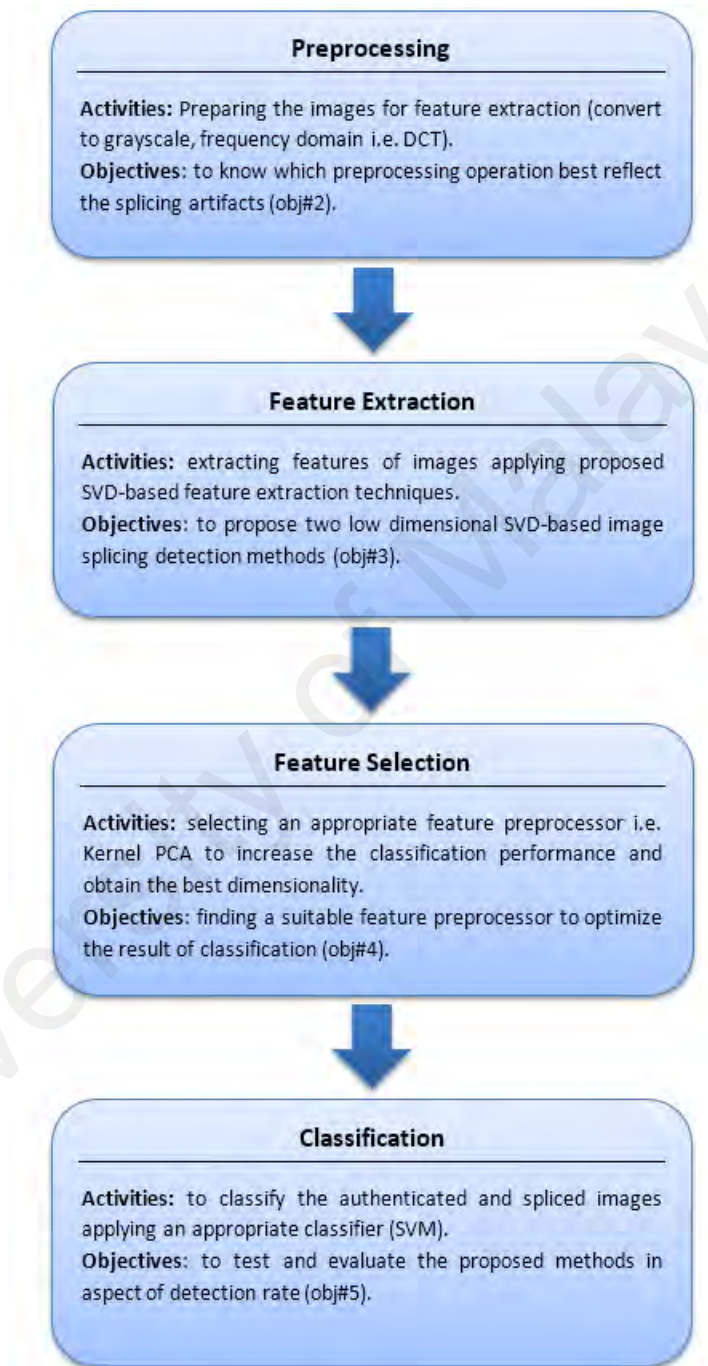 Preprocessing
Activities: Preparing the images for feature extraction (convert
to grayscale, frequency domain i.e. DCT).
Objectives: to know which preprocessing operation best reflect
the splicing artifacts (obj#2).
Feature Extraction
Activities: extracting features of images applying proposed
SVD-based feature extraction techniques.
Objectives: to propose two low dimensional SVD-based image
splicing detection methods (obj#3).
Feature Selection
Activities: selecting an appropriate feature preprocessor i.e.
Kernel PCA to increase the classification performance and
obtain the best dimensionality.
Objectives: finding a suitable feature preprocessor to optimize
the result of classification (obj#4).
Classification
Activities: to classify the authenticated and spliced images
applying an appropriate classifier (SVM).
Objectives: to test and evaluate the proposed methods in
aspect of detection rate (obj#5).
of